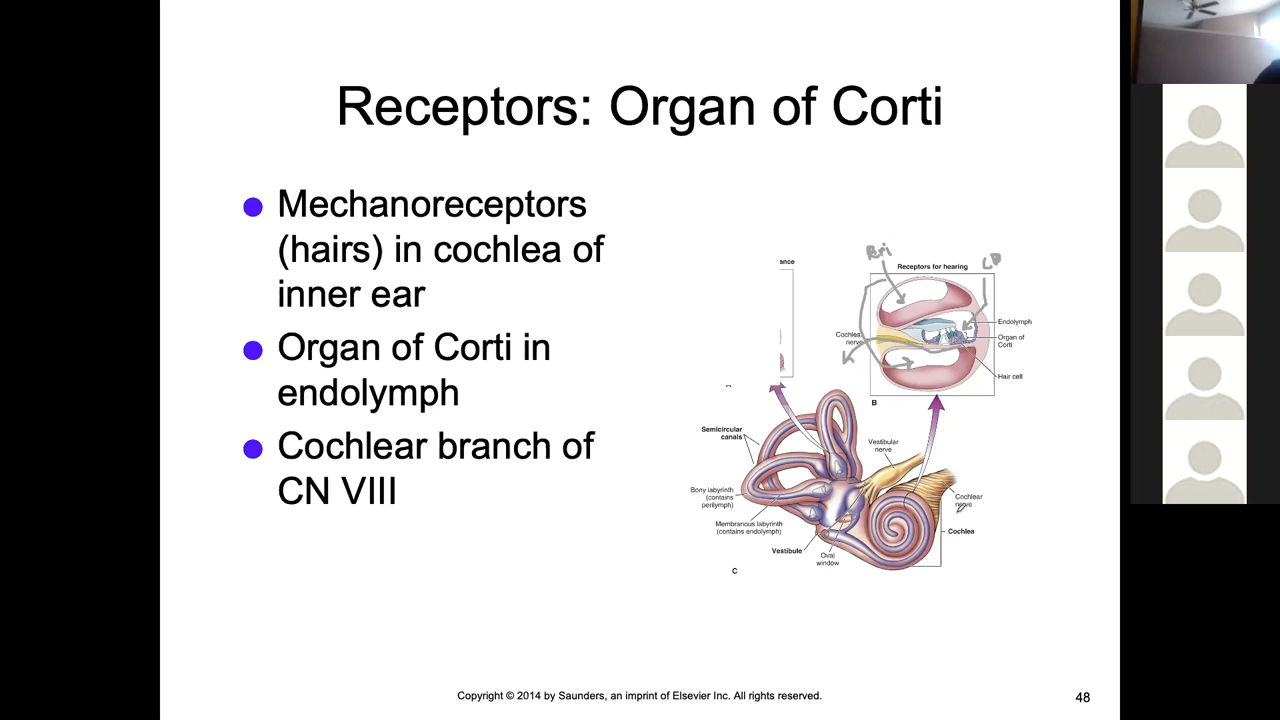 Receptors: Organ of Corti
Mechanoreceptors
(hairs) in cochlea of
inner ear
Organ of Corti in
endolymph
Cochlear branch of
CN VIII
ance
Receptors for hearing
Endolymph
Cochlea
nerve
Organ of
Corti
Hair cell
B
Semicircular
canals
Vestibular
nerve
Bony labyrinth
(contains
perilymph)
Cochlear
nerve
Membranous labyrinth
(contains endolymph)
Cochlea
Vestibule
Oval
window
C
Copyright © 2014 by Saunders, an imprint of Elsevier Inc. All rights reserved.
48